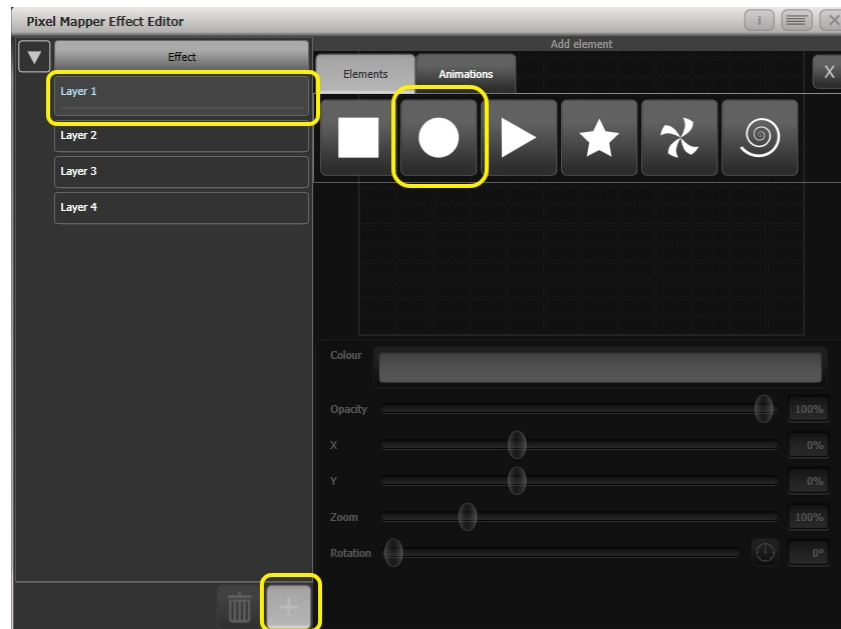 Pixel Mapper Effect Editor
i
X
Effect
Add element
Elements
Animations
X
Layer 1
Layer 2
Layer 3
Layer 4
Colour
Opacity 100%
X 0%
Y 0%
Zoom 100%
Rotation 0°
+